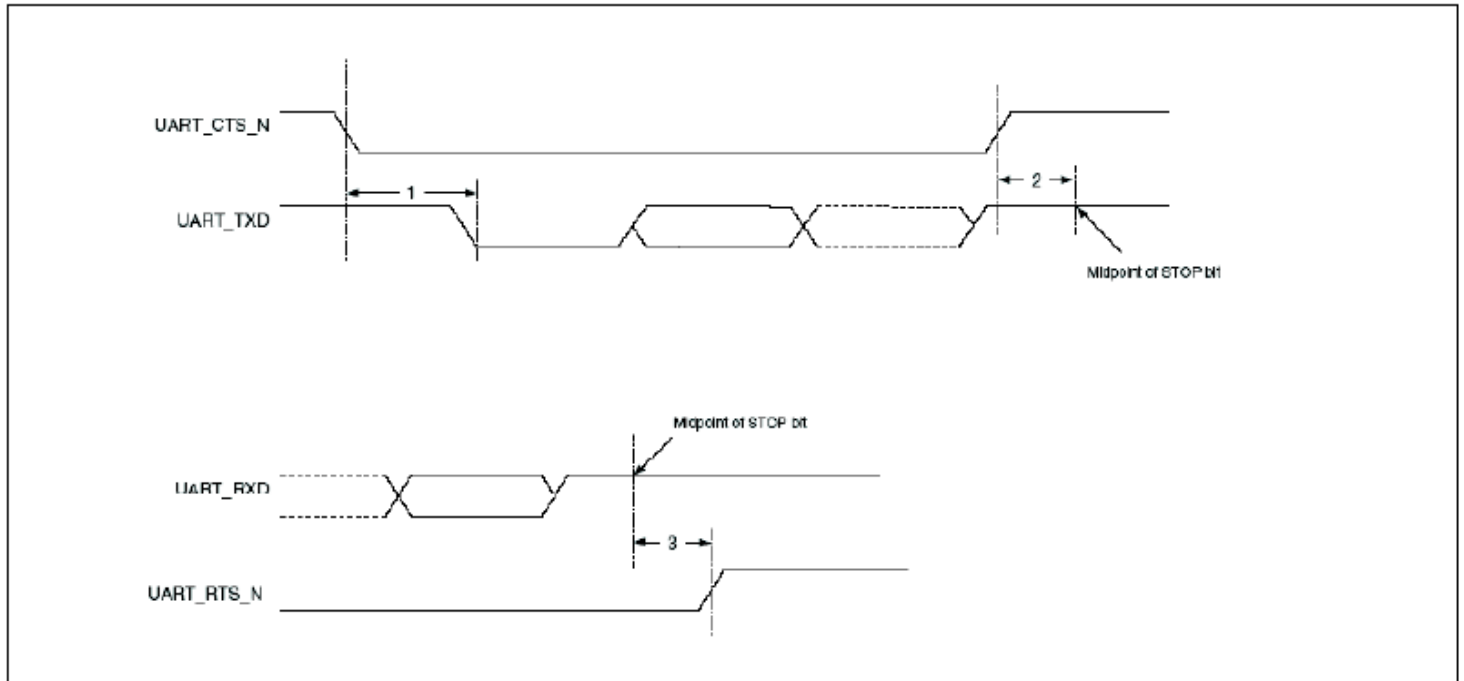 UART_CTS_N
1
2
UART_TXD
Midpoint of STOP bit
Midpoint of STOP bit
UART_RXD
3
UART_RTS_N